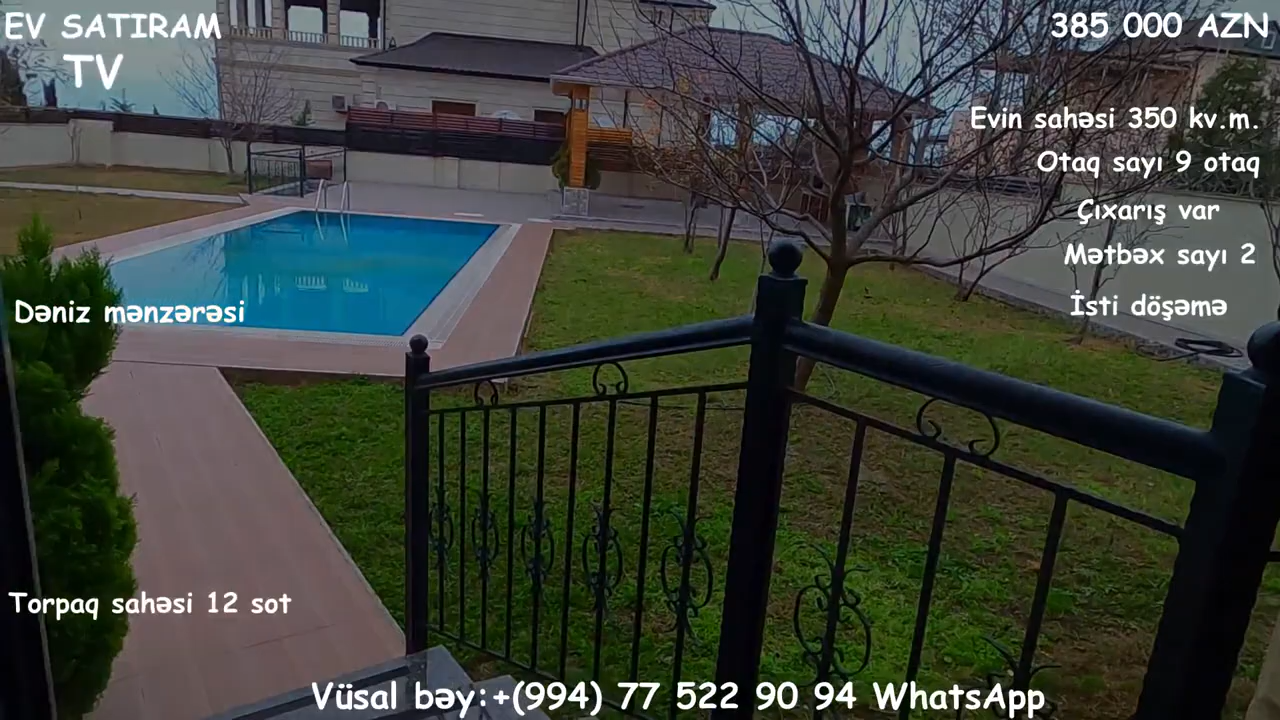 EV SATIRAM
TV
385 000 AZN
Evin sahəsi 350 kv.m.
Otaq sayı 9 otaq
Çıxarış var
Mətbəx sayı 2
İsti döşəmə
Dəniz mənzərəsi
Torpaq sahəsi 12 sot
Vüsal bəy:+(994) 77 522 90 94 WhatsApp